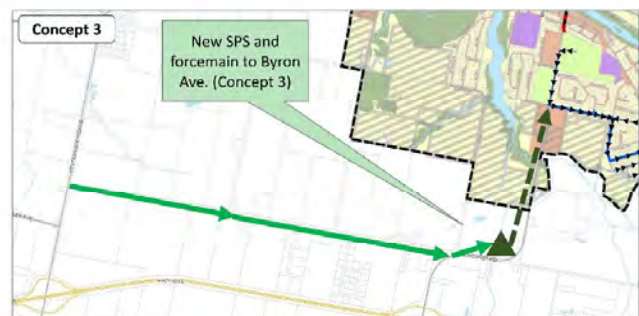 Concept 3
New SPS and
forcemain to Byron
Ave. (Concept 3)